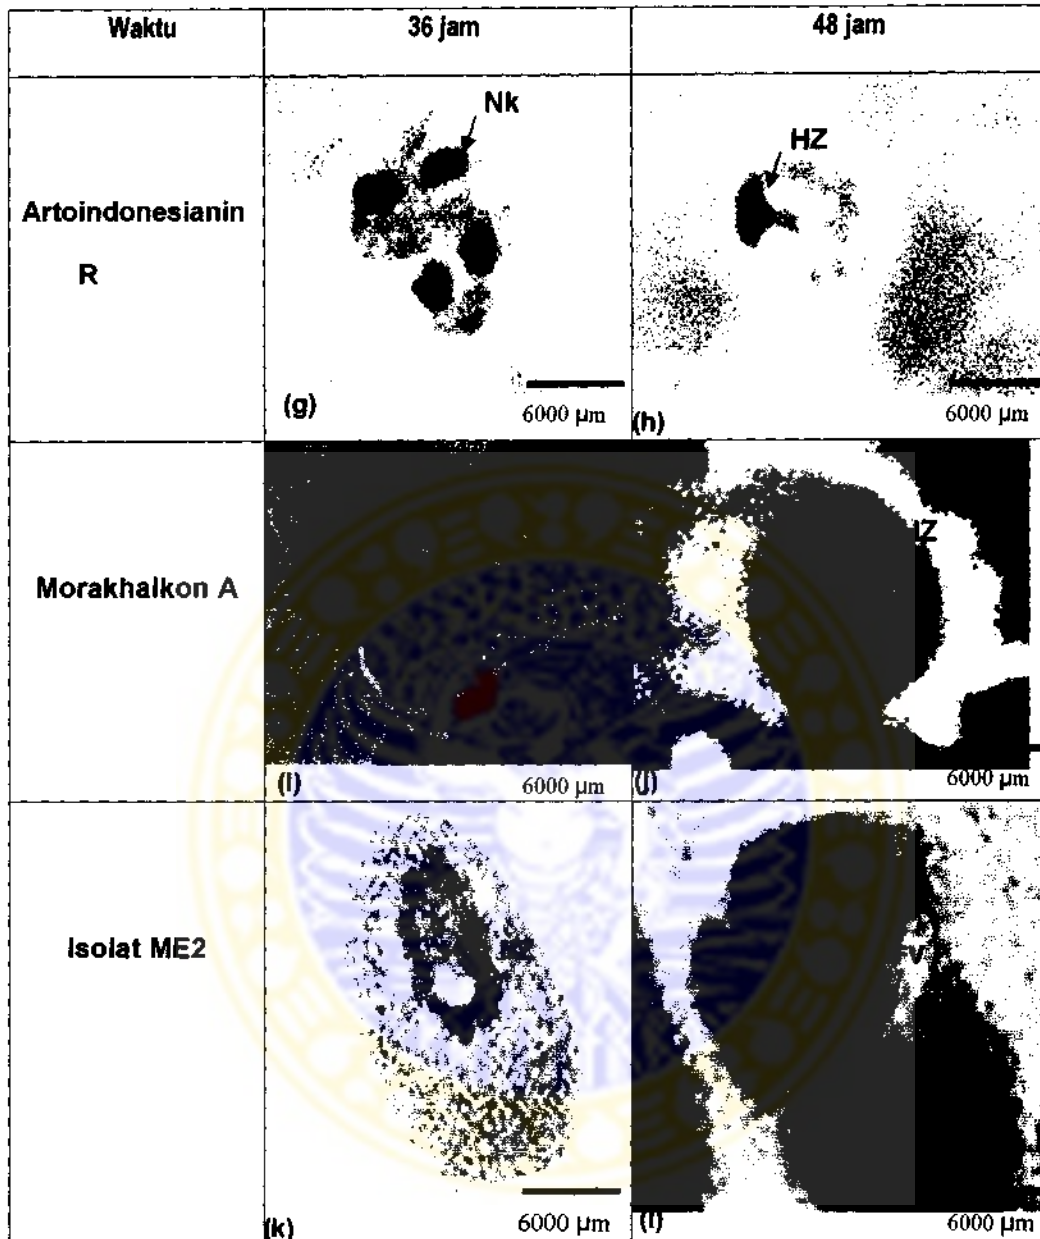 Waktu
36 jam
48 jam
Artoindonesianin
R
Nk
(g)
6000 µm
HZ
(h)
6000 µm
Morakhalkon A
(i)
6000 µm
(j)
6000 µm
Isolat ME2
(k)
6000 µm
V
(l)
6000 µm